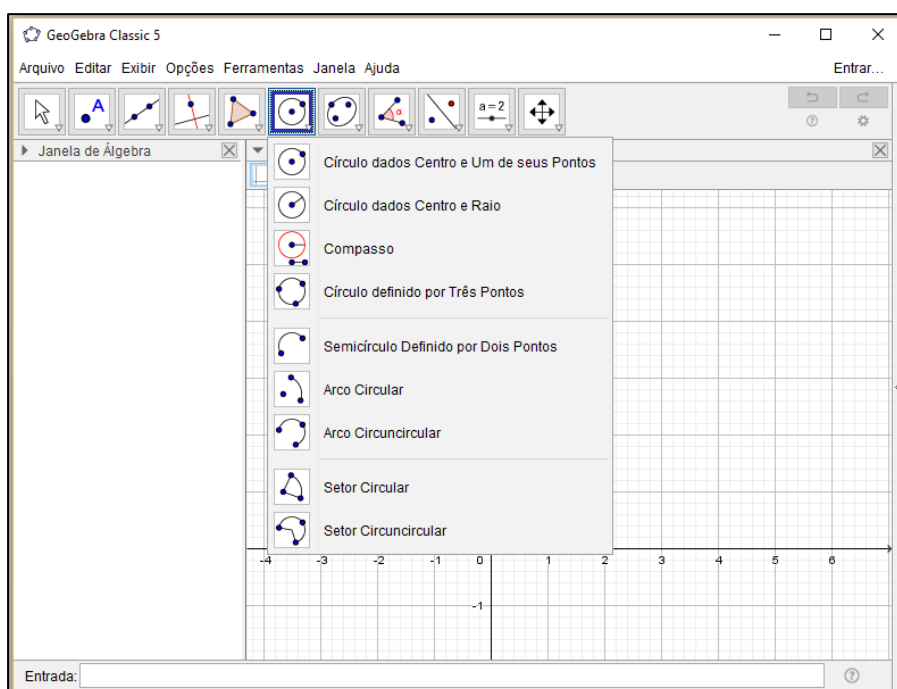 GeoGebra Classic 5
Arquivo Editar Exibir Opções Ferramentas Janela Ajuda Entrar...
A α a=2
Janela de Álgebra
Círculo dados Centro e Um de seus Pontos
Círculo dados Centro e Raio
Compasso
Círculo definido por Três Pontos
Semicírculo Definido por Dois Pontos
Arco Circular
Arco Circuncircular
Setor Circular
Setor Circuncircular
-4 -3 -2 -1 0 1 2 3 4 5 6
-1
Entrada: